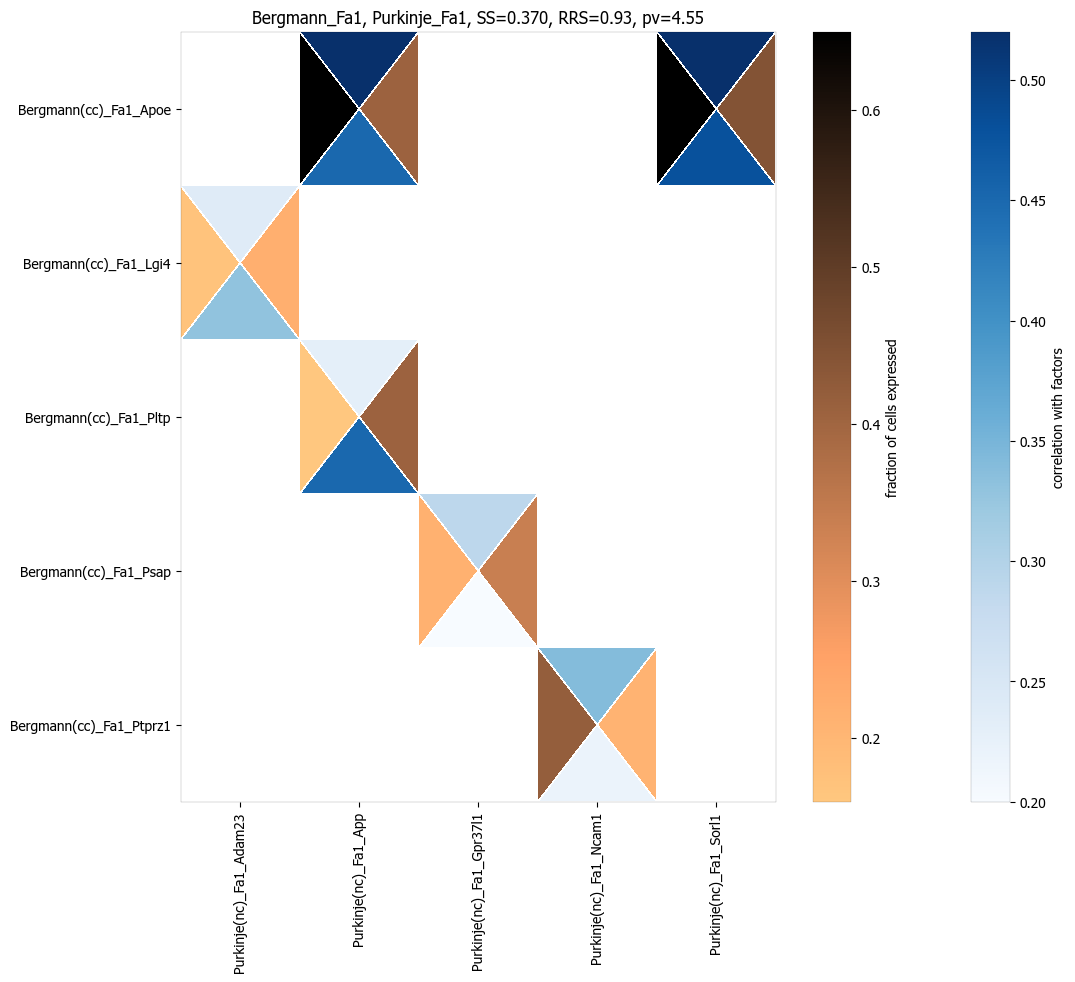 Bergmann_Fa1, Purkinje_Fa1, SS=0.370, RRS=0.93, pv=4.55
Bergmann(cc)_Fa1_Apoe
Bergmann(cc)_Fa1_Lgi4
Bergmann(cc)_Fa1_Pltp
Bergmann(cc)_Fa1_Psap
Bergmann(cc)_Fa1_Ptprz1
Purkinje(nc)_Fa1_Adam23
Purkinje(nc)_Fa1_App
Purkinje(nc)_Fa1_Gpr37l1
Purkinje(nc)_Fa1_Ncam1
Purkinje(nc)_Fa1_Sorl1
0.6
0.5
0.4
0.3
0.2
fraction of cells expressed
0.50
0.45
0.40
0.35
0.30
0.25
0.20
correlation with factors